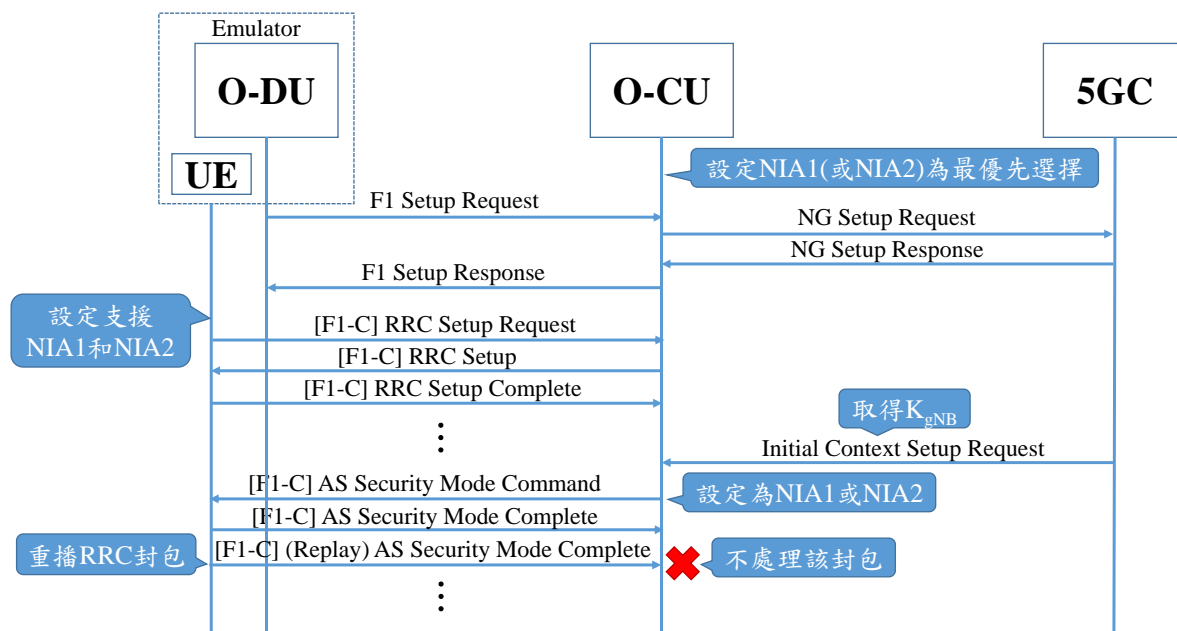 Emulator
O-DU
O-CU
5GC
UE
設定NIA1(或NIA2)為最優先選擇
F1 Setup Request
NG Setup Request
NG Setup Response
F1 Setup Response
設定支援
NIA1和NIA2
[F1-C] RRC Setup Request
[F1-C] RRC Setup
[F1-C] RRC Setup Complete
取得KgNB
Initial Context Setup Request
[F1-C] AS Security Mode Command
設定為NIA1或NIA2
[F1-C] AS Security Mode Complete
重播RRC封包
[F1-C] (Replay) AS Security Mode Complete
不處理該封包